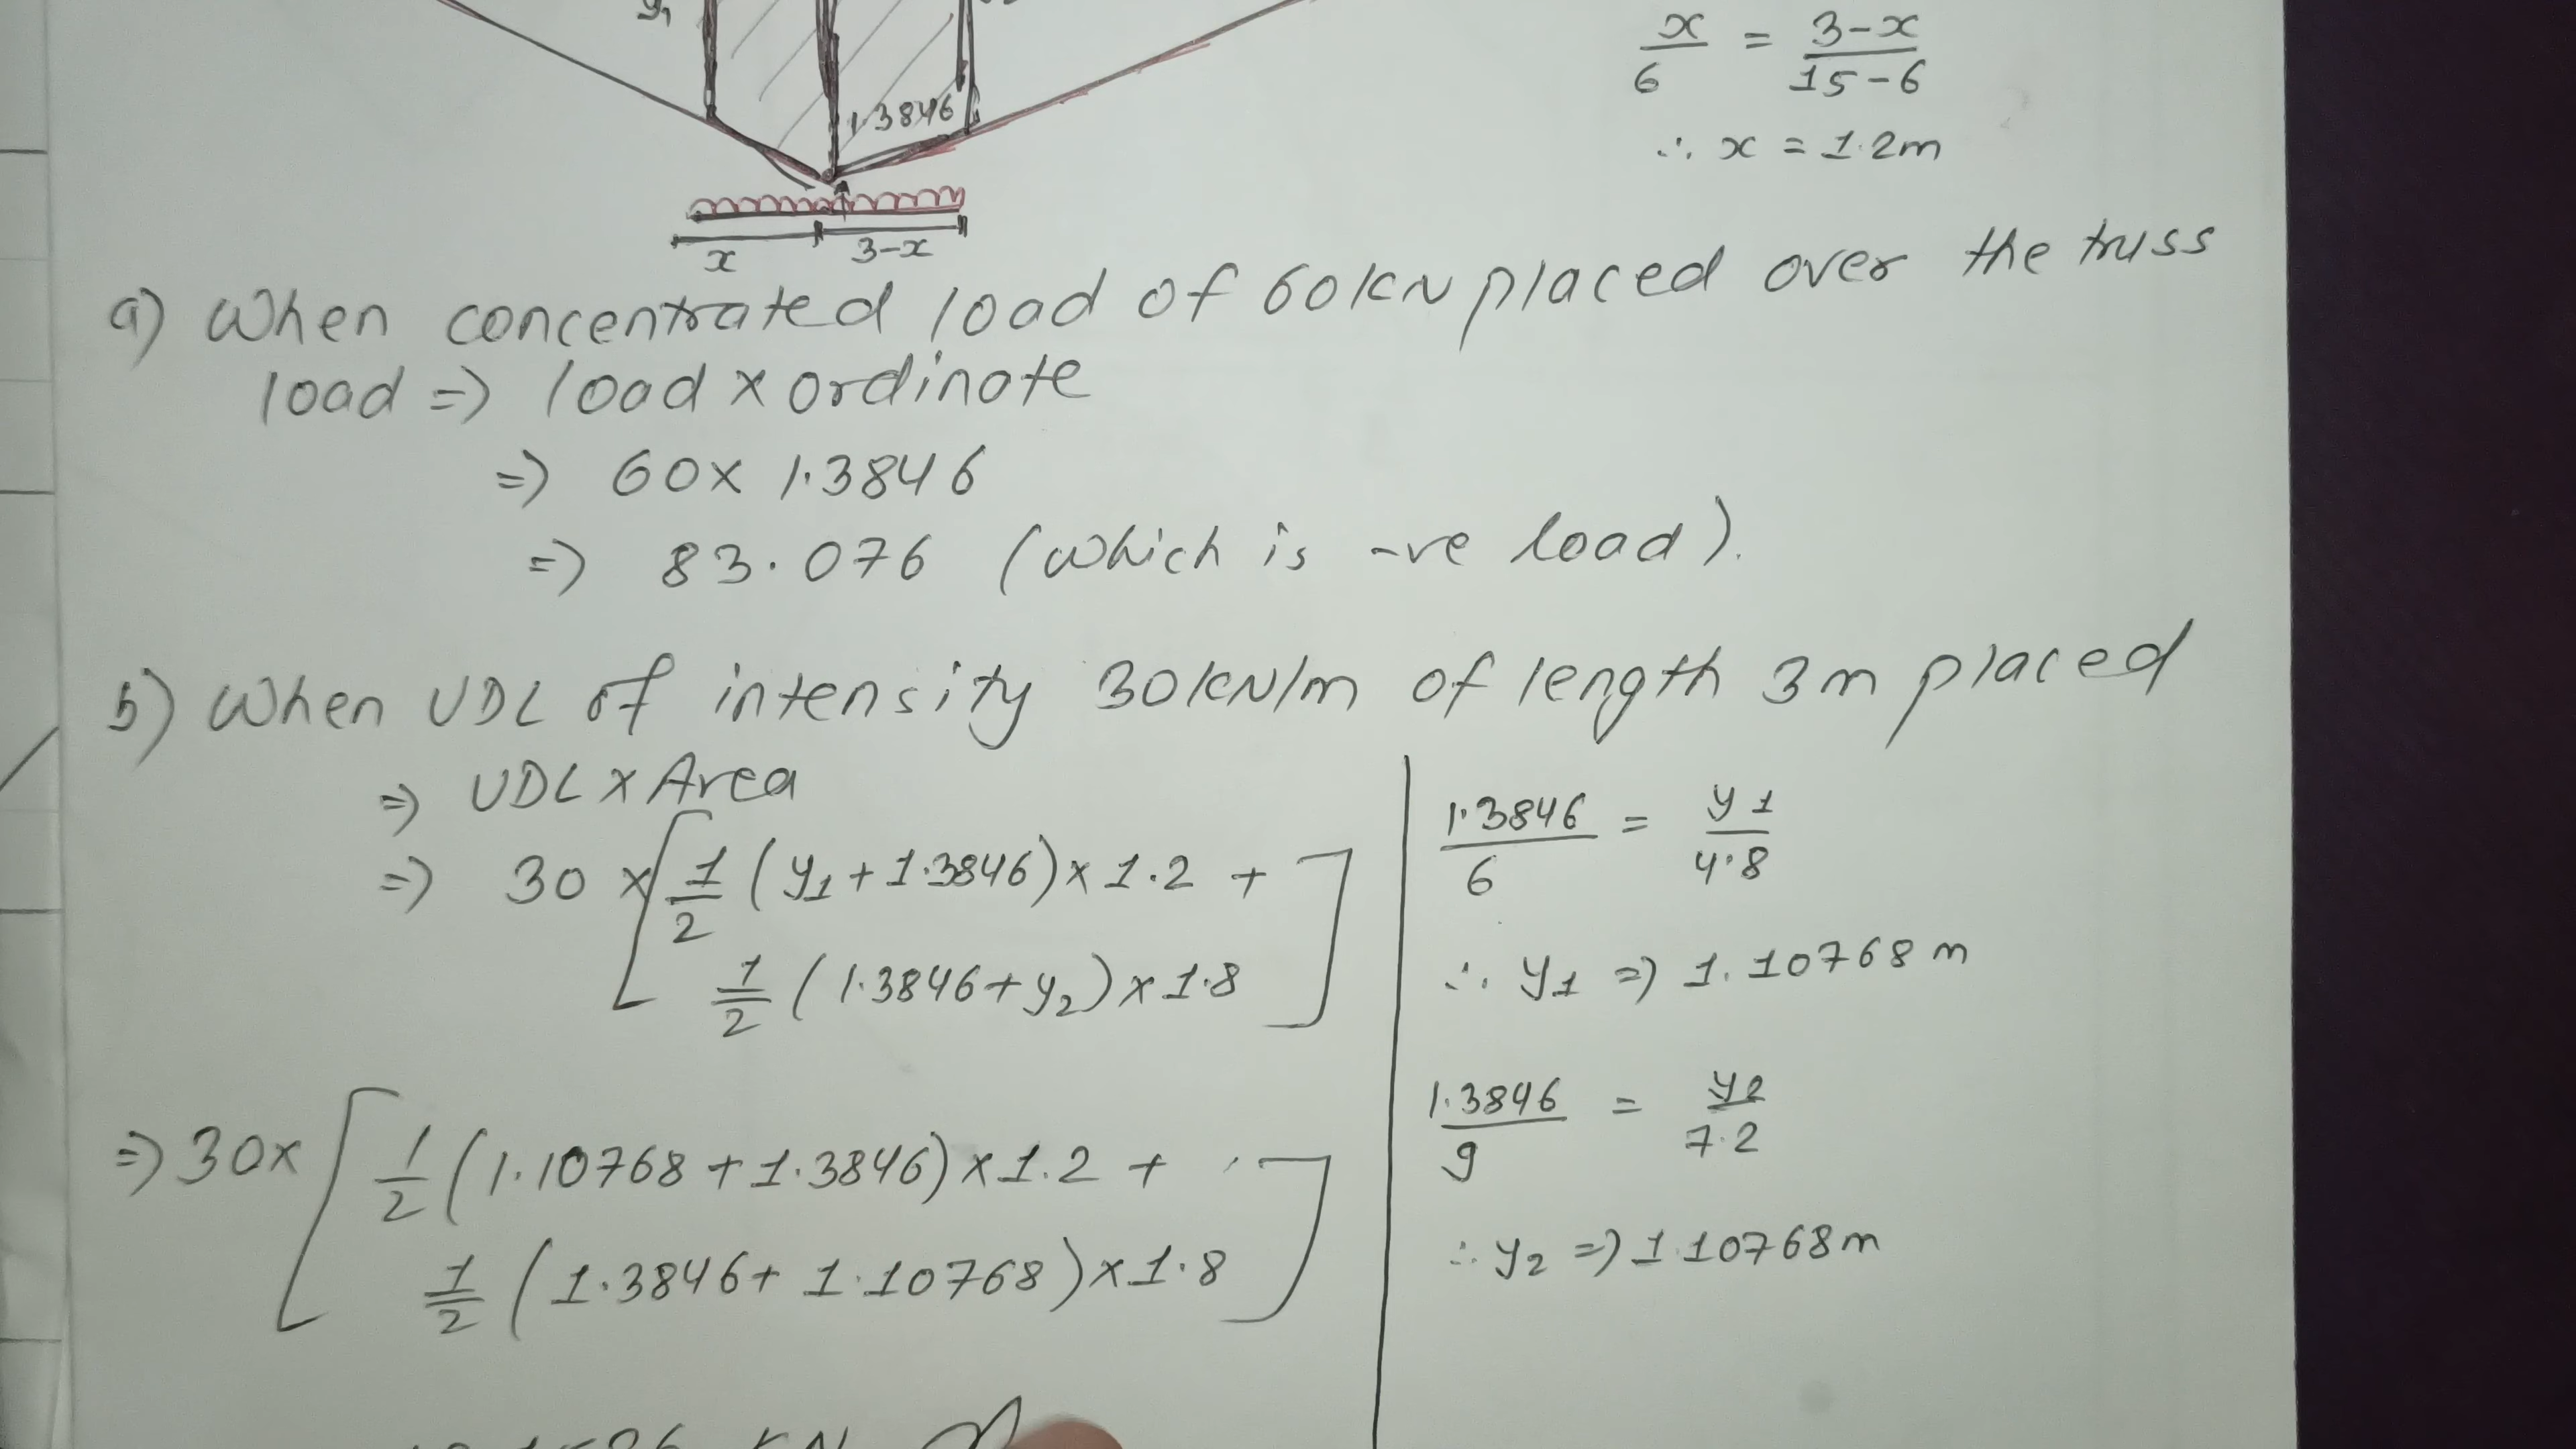 y₁
1.3846
x
3-x
x/6 = 3-x/15-6
∴ x = 1.2m
a) When concentrated load of 60KN placed over the truss
load => load x ordinate
=> 60x 1.3846
=> 83.076 (which is -ve load).
b) When UDL of intensity 30kN/m of length 3m placed
=> UDL x Area
=> 30 x [ 1/2 (y₁ + 1.3846) x 1.2 +
1/2 (1.3846 + y₂) x 1.8 ]
=> 30x [ 1/2 (1.10768 + 1.3846) x 1.2 +
1/2 (1.3846 + 1.10768) x 1.8 ]
1.3846/6 = y₁/4.8
∴ y₁ => 1.10768 m
1.3846/9 = y₂/7.2
∴ y₂ => 1.10768m